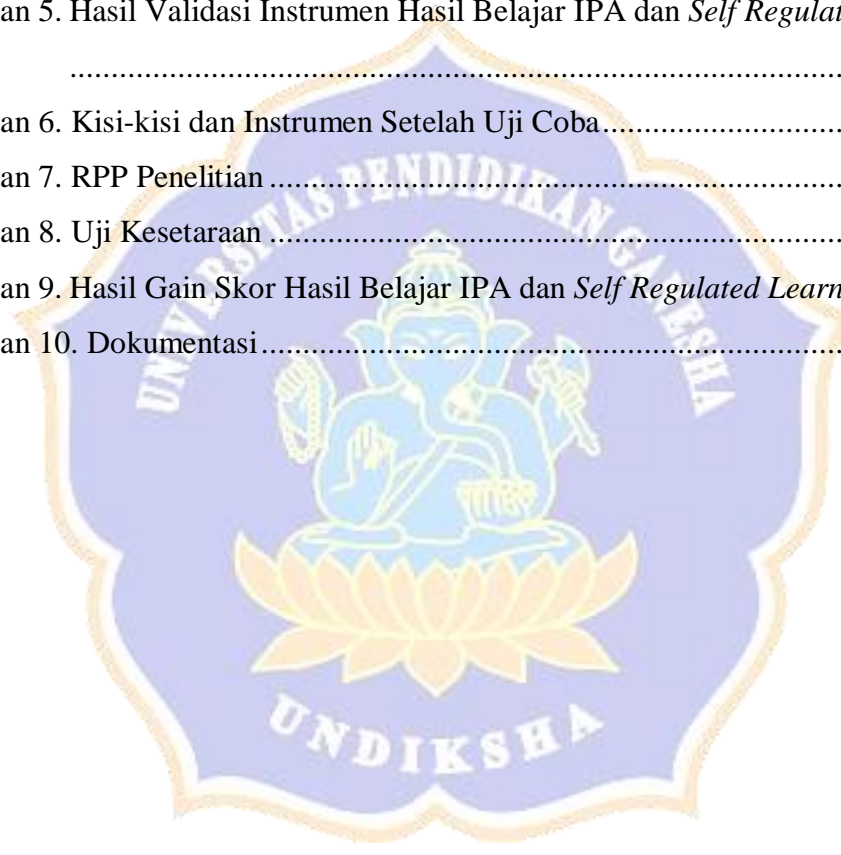 an 5. Hasil Validasi Instrumen Hasil Belajar IPA dan Self Regulat
....................................................................................
an 6. Kisi-kisi dan Instrumen Setelah Uji Coba..........................
an 7. RPP Penelitian ...............................................................
an 8. Uji Kesetaraan ...............................................................
an 9. Hasil Gain Skor Hasil Belajar IPA dan Self Regulated Learn
an 10. Dokumentasi................................................................
UNIVERSITAS PENDIDIKAN GANESHA
UNDIKSHA